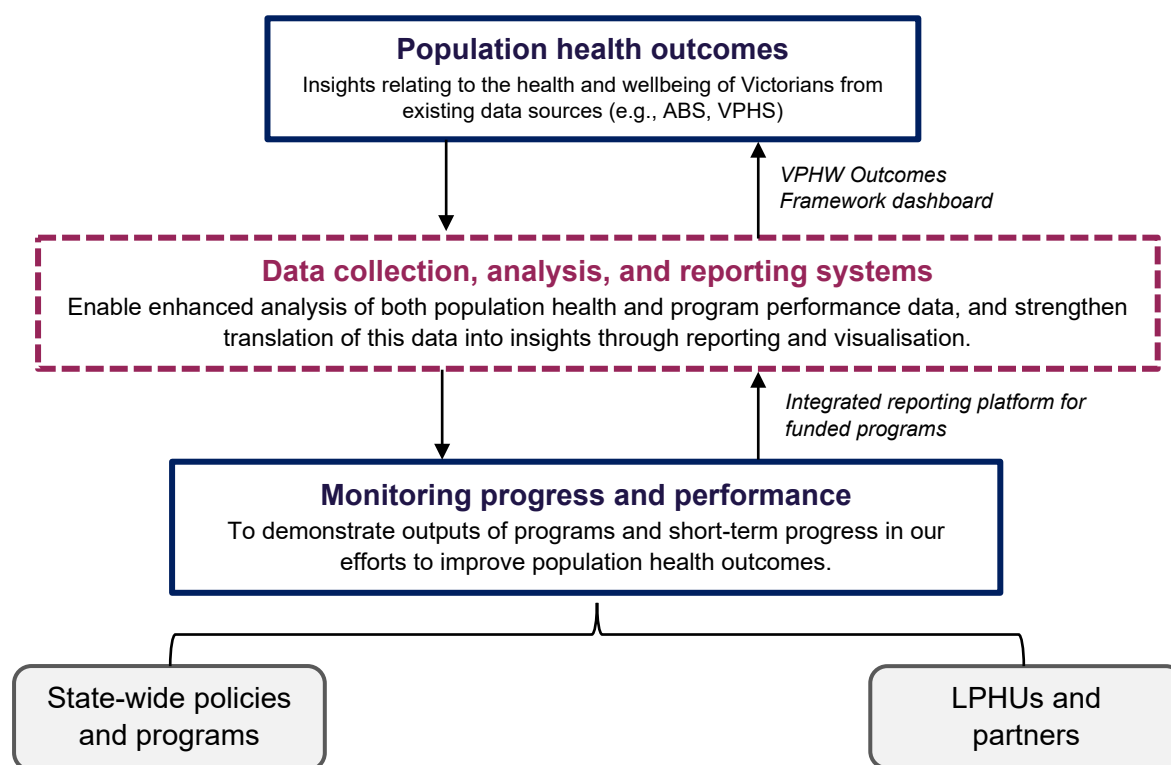 Population health outcomes
Insights relating to the health and wellbeing of Victorians from
existing data sources (e.g., ABS, VPHS)
VPHW Outcomes
Framework dashboard
Data collection, analysis, and reporting systems
Enable enhanced analysis of both population health and program performance data, and strengthen
translation of this data into insights through reporting and visualisation.
Integrated reporting platform for
funded programs
Monitoring progress and performance
To demonstrate outputs of programs and short-term progress in our
efforts to improve population health outcomes.
State-wide policies
and programs
LPHUs and
partners